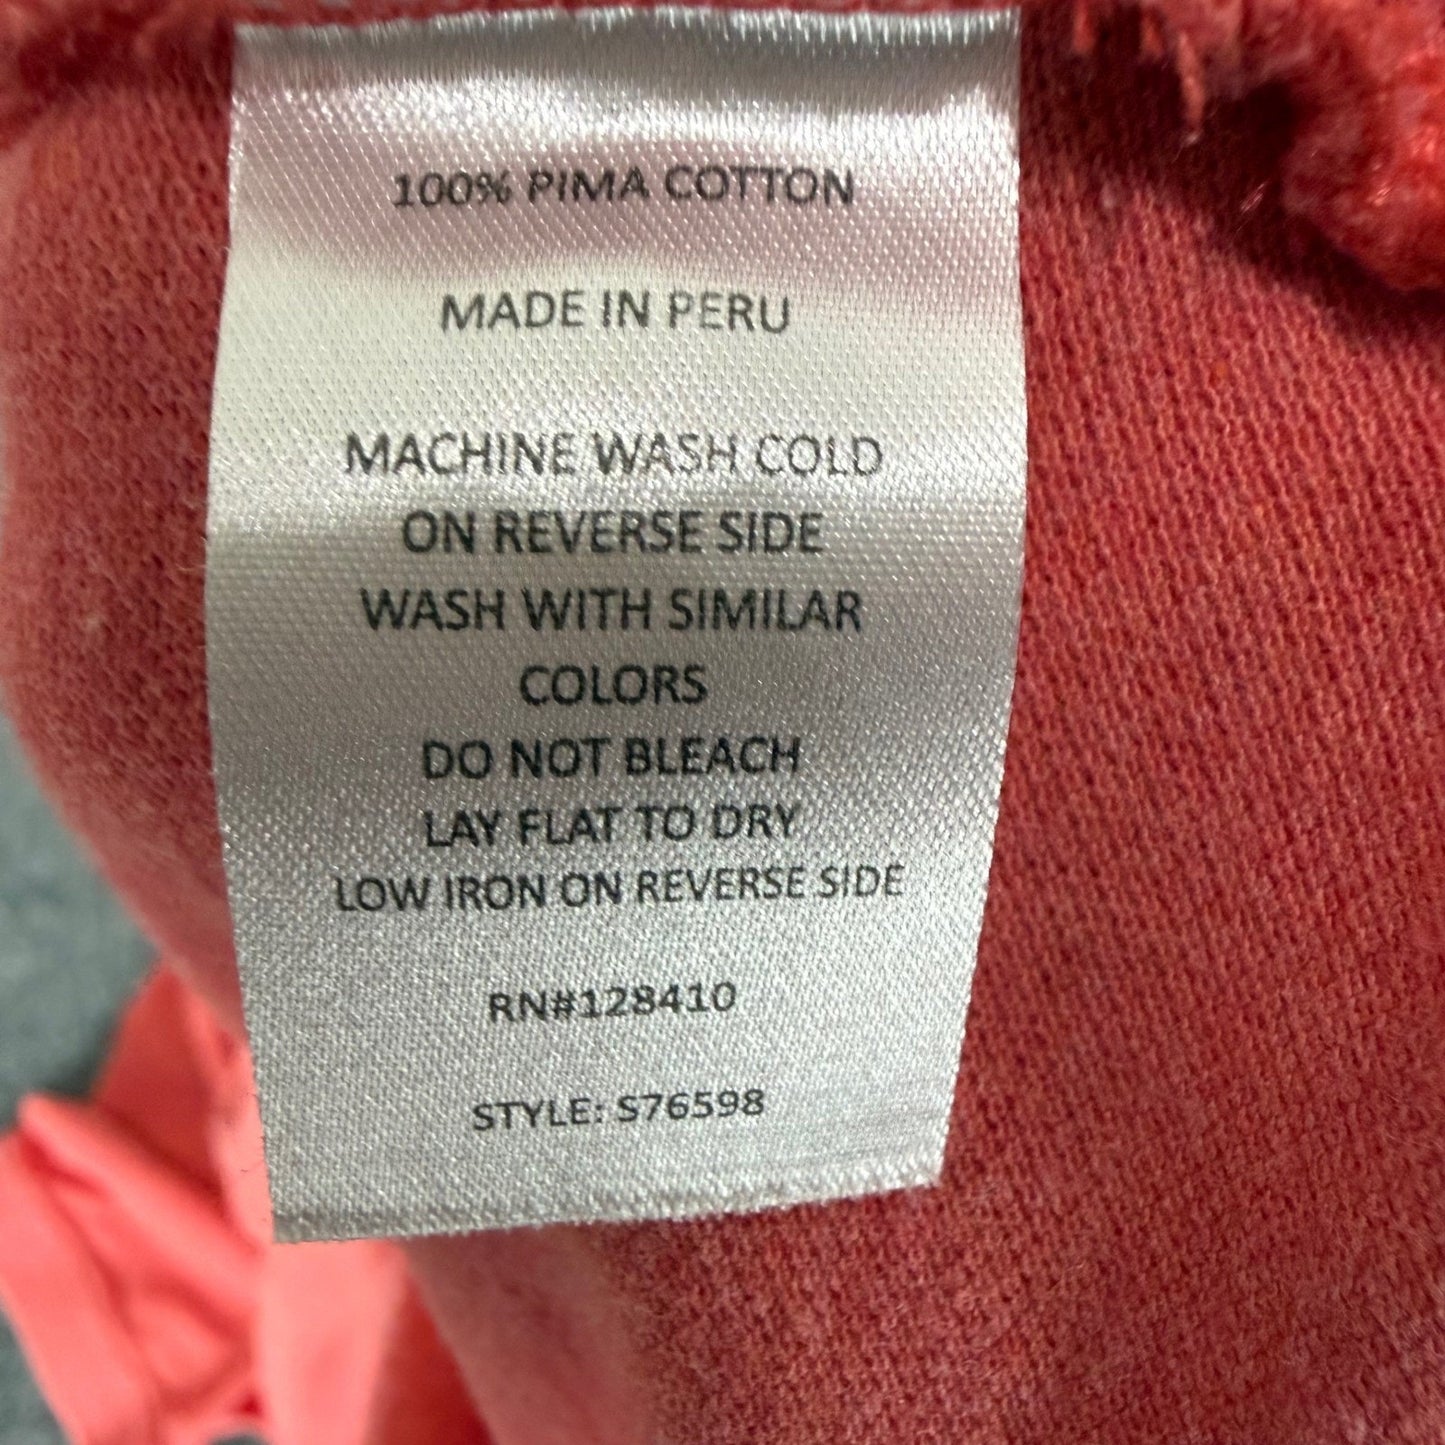 100% PIMA COTTON
MADE IN PERU
MACHINE WASH COLD
ON REVERSE SIDE
WASH WITH SIMILAR
COLORS
DO NOT BLEACH
LAY FLAT TO DRY
LOW IRON ON REVERSE SIDE
RN#128410
STYLE: S76598